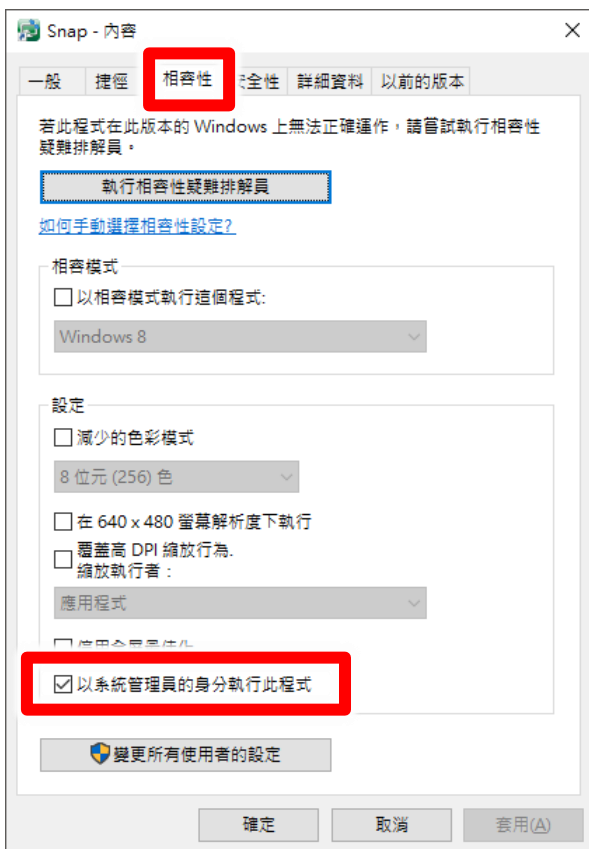 Snap - 內容
一般 捷徑 相容性 全性 詳細資料 以前的版本
若此程式在此版本的 Windows 上無法正確運作，請嘗試執行相容性
疑難排解員。
執行相容性疑難排解員
如何手動選擇相容性設定?
相容模式
以相容模式執行這個程式:
Windows 8
設定
減少的色彩模式
8 位元 (256) 色
在 640 x 480 螢幕解析度下執行
覆蓋高 DPI 縮放行為.
縮放執行者：
應用程式
以系統管理員的身分執行此程式
變更所有使用者的設定
確定 取消 套用(A)